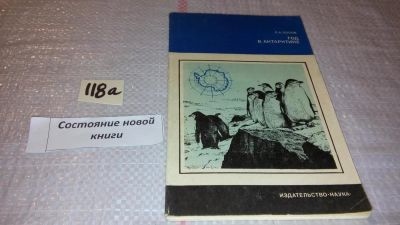 118а
Состояние новой
книги
ГОД
В АНТАРКТИКЕ
ИЗДАТЕЛЬСТВО «НАУКА»